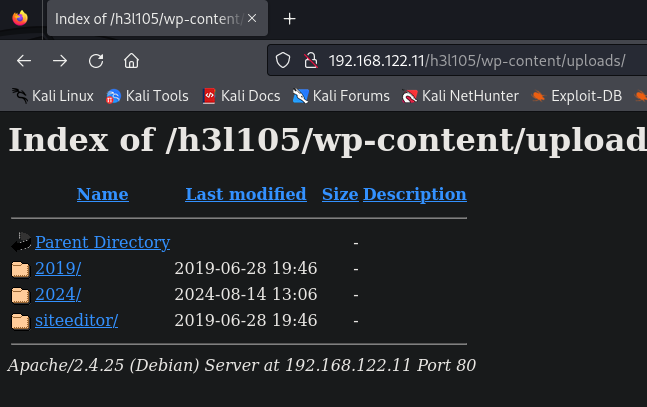 Index of /h3l105/wp-content/
192.168.122.11/h3l105/wp-content/uploads/
Kali Linux Kali Tools Kali Docs Kali Forums Kali NetHunter Exploit-DB
Index of /h3l105/wp-content/upload
Name Last modified Size Description
Parent Directory -
2019/ 2019-06-28 19:46 -
2024/ 2024-08-14 13:06 -
siteeditor/ 2019-06-28 19:46 -
Apache/2.4.25 (Debian) Server at 192.168.122.11 Port 80